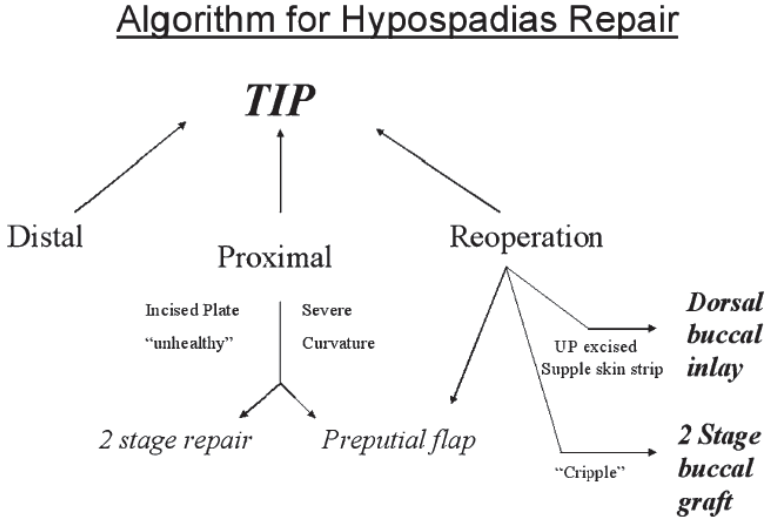 Algorithm for Hypospadias Repair
TIP
Distal
Proximal
Reoperation
Incised Plate
“unhealthy”
Severe
Curvature
UP excised
Supple skin strip
Dorsal
buccal
inlay
2 stage repair
Preputial flap
“Cripple”
2 Stage
buccal
graft